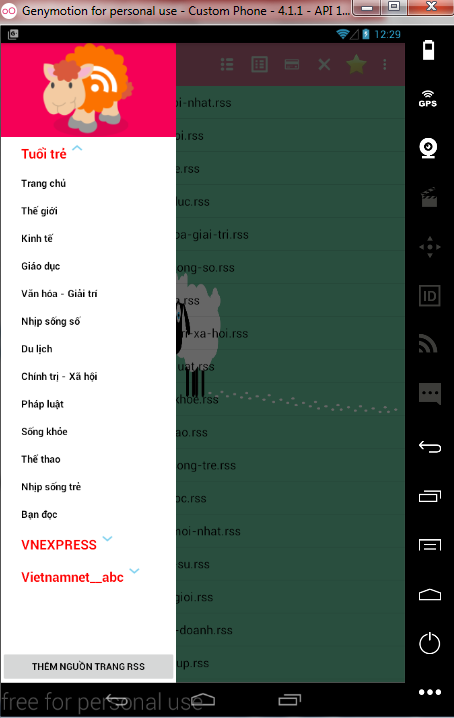 Genymotion for personal use - Custom Phone - 4.1.1 - API 1...
12:29
Tuổi trẻ
Trang chủ
Thế giới
Kinh tế
Giáo dục
Văn hóa - Giải trí
Nhịp sống số
Du lịch
Chính trị - Xã hội
Pháp luật
Sống khỏe
Thể thao
Nhịp sống trẻ
Bạn đọc
VNEXPRESS
Vietnamnet__abc
THÊM NGUỒN TRANG RSS
oi-nhat.rss
oi.rss
e.rss
luc.rss
oa-giai-tri.rss
ong-so.rss
n-xa-hoi.rss
uat.rss
khoe.rss
ao.rss
ong-tre.rss
oc.rss
noi-nhat.rss
-su.rss
gioi.rss
-doanh.rss
up.rss
GPS
ID
free for personal use